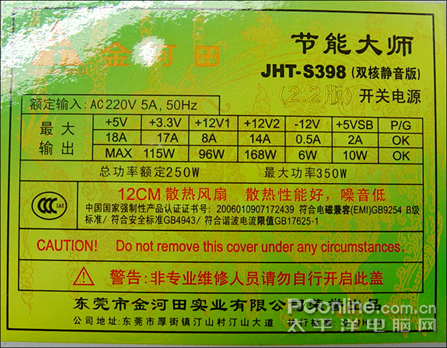 金河田
节能大师
JHT-S398 (双核静音版)
(2.2版) 开关电源
额定输入: AC220V 5A, 50Hz
最大输出 +5V +3.3V +12V1 +12V2 -12V +5VSB P/G
18A 17A 8A 14A 0.5A 2A OK
MAX 115W 96W 168W 6W 10W OK
总功率额定250W 最大功率350W
12CM 散热风扇 散热性能好，噪音低
中国国家强制性产品认证证书号: 2006010907172439 符合电磁兼容(EMI)GB9254 B级
标准/ 符合安规标准GB4943/ 符合谐波电流限值GB17625-1
CAUTION! Do not remove this cover under any circumstances.
警告: 非专业维修人员请勿自行开启此盖
东莞市金河田实业有限公司
公司地址: 东莞市厚街镇汀山村汀山大道
PConline.com.cn
太平洋电脑网